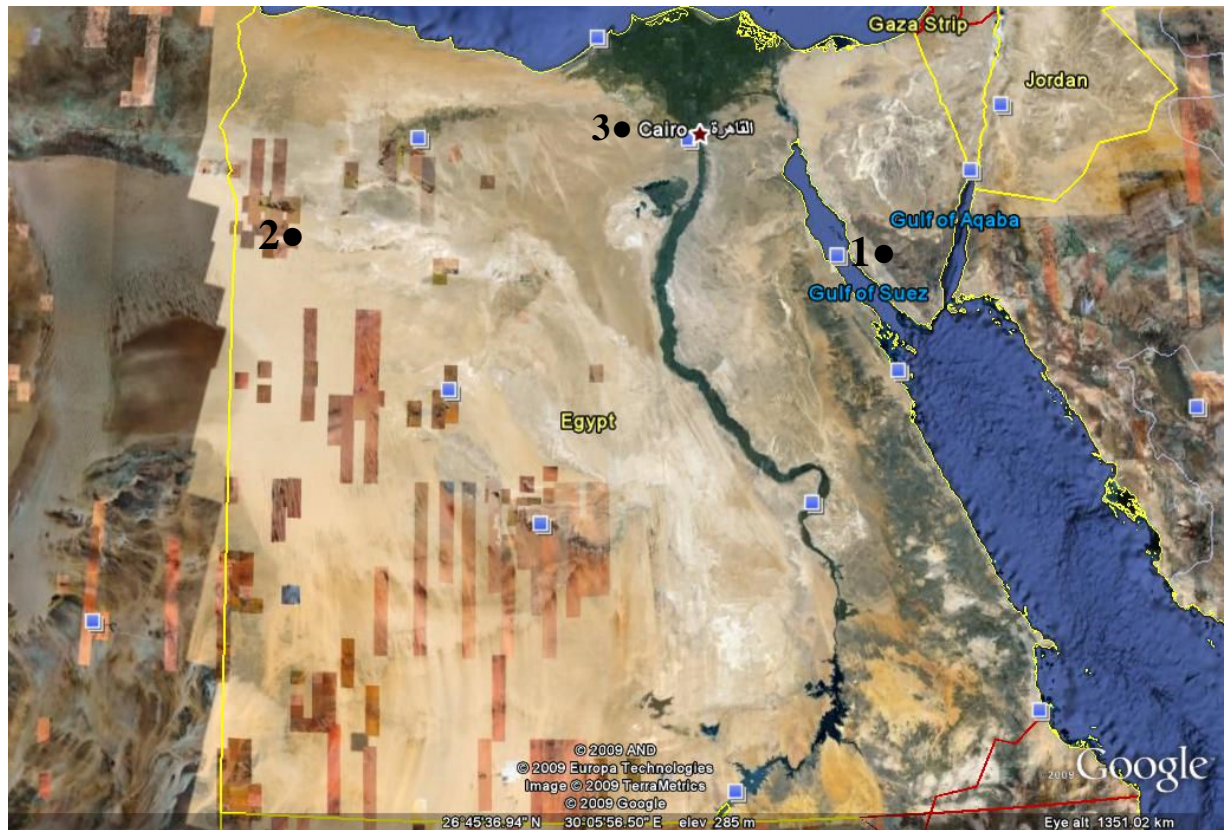 Gaza Strip
Jordan
3● Cairo القاهرة
Gulf of Aqaba
2●
1●
Gulf of Suez
Egypt
© 2009 AND
© 2009 Europa Technologies
Image © 2009 TerraMetrics
© 2009 Google
© 2009 Google
26°45'36.94" N 30°05'56.50" E elev 285 m
Eye alt 1351.02 km